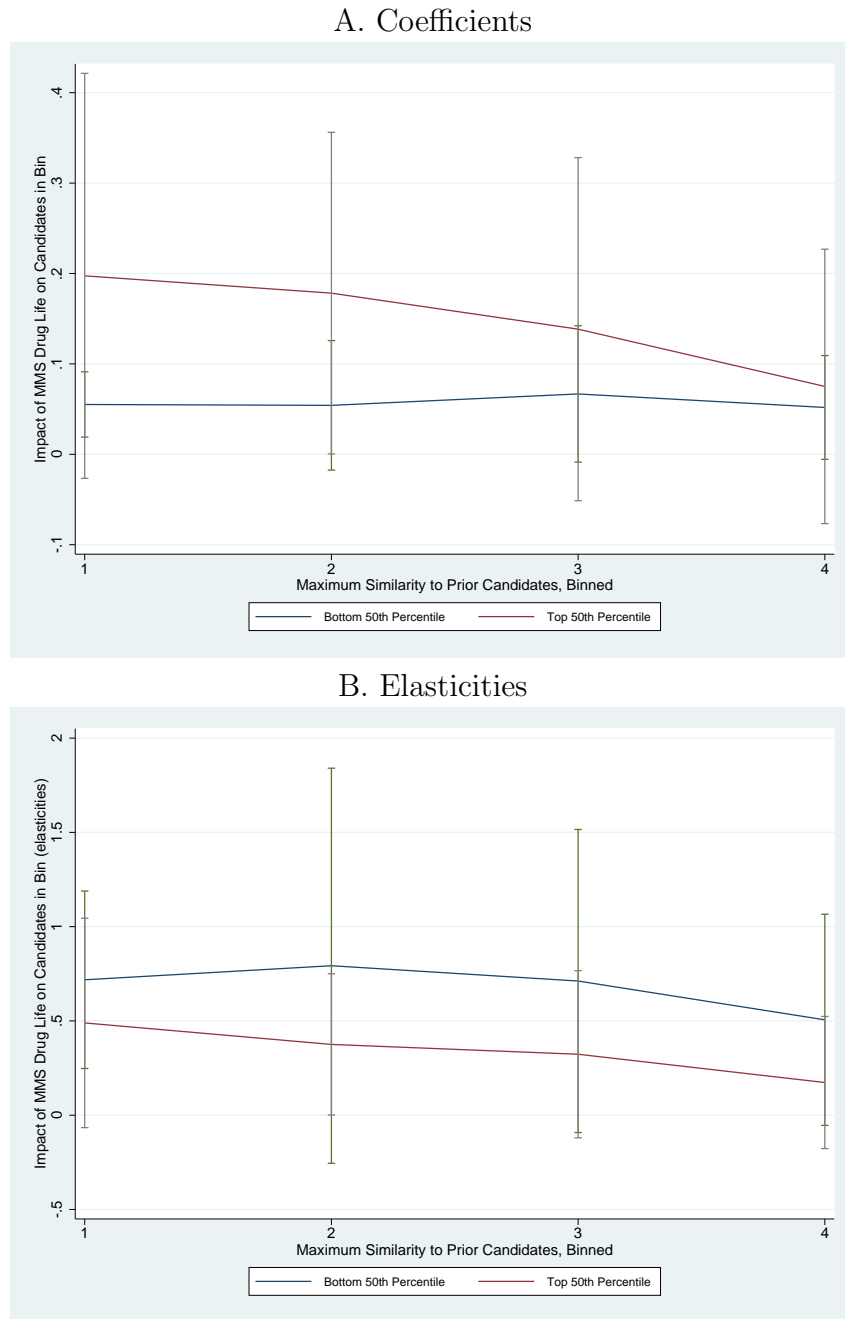 A. Coefficients
Impact of MMS Drug Life on Candidates in Bin
.4
.3
.2
.1
0
-.1
1 2 3 4
Maximum Similarity to Prior Candidates, Binned
Bottom 50th Percentile Top 50th Percentile
B. Elasticities
Impact of MMS Drug Life on Candidates in Bin (elasticities)
2
1.5
1
.5
0
-.5
1 2 3 4
Maximum Similarity to Prior Candidates, Binned
Bottom 50th Percentile Top 50th Percentile